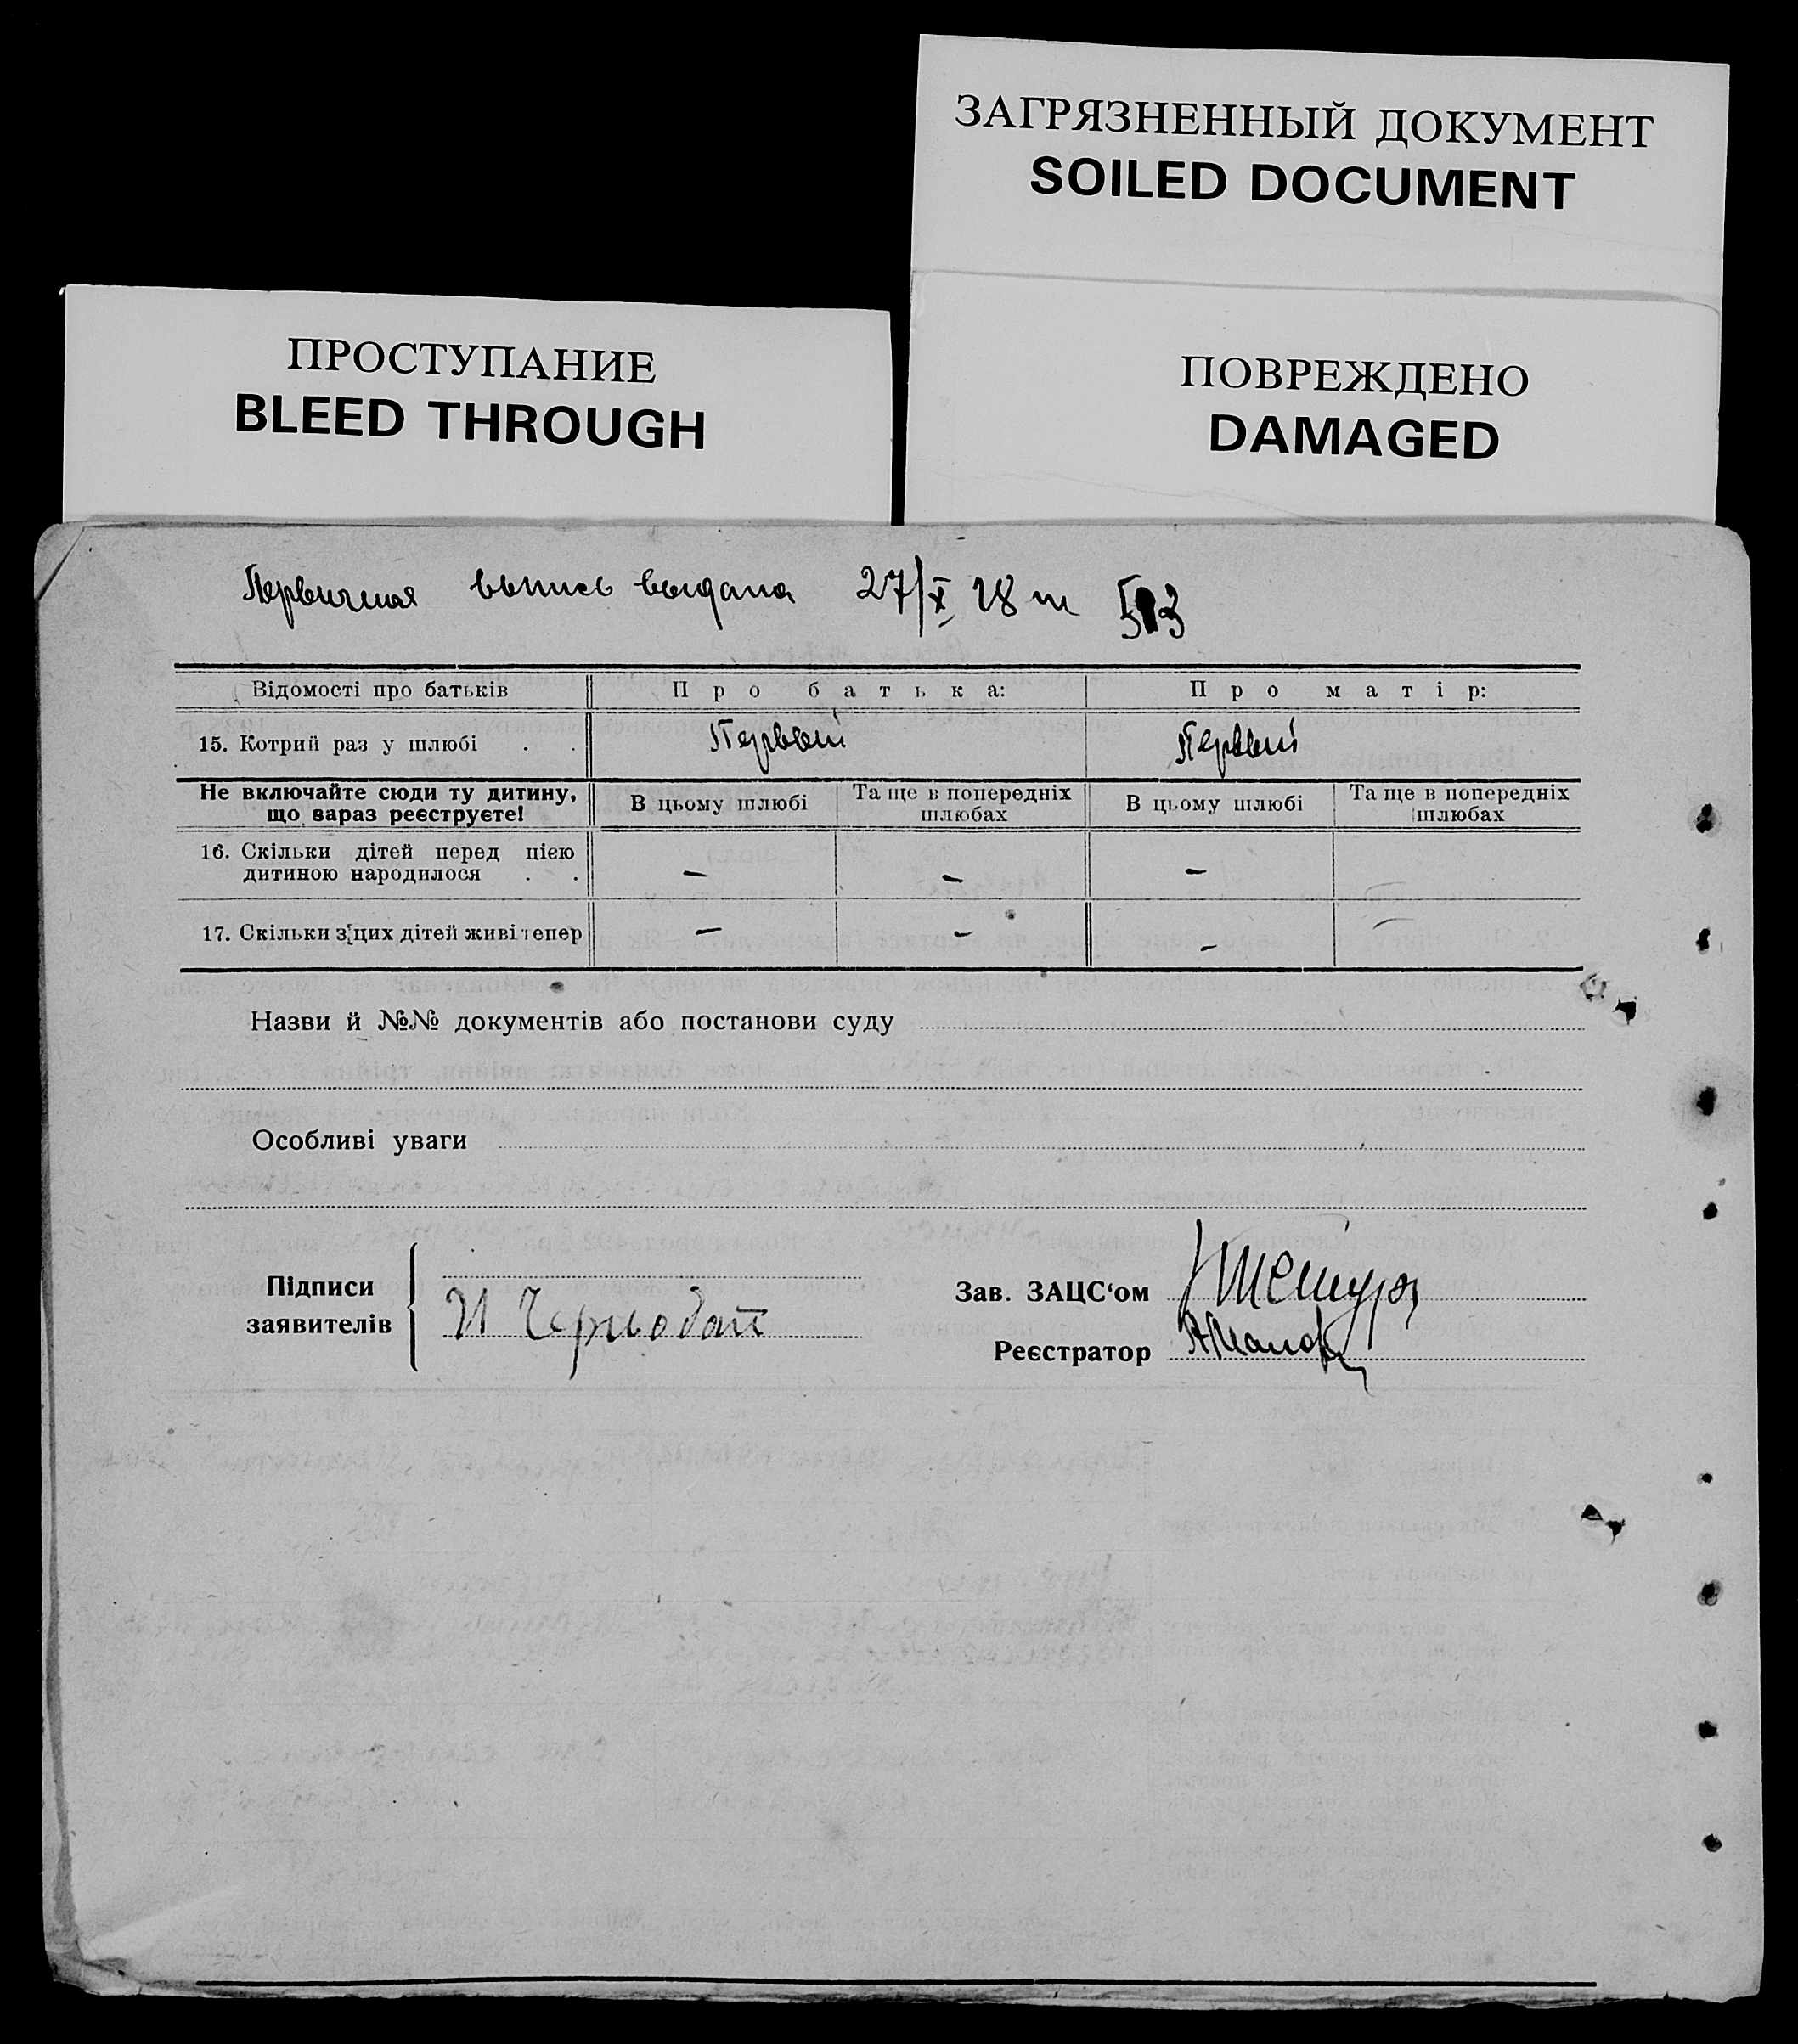 ЗАГРЯЗНЕННЫЙ ДОКУМЕНТ
SOILED DOCUMENT
ПРОСТУПАНИЕ
BLEED THROUGH
ПОВРЕЖДЕНО
DAMAGED
Первичная выпись выдана 27/X 28
Відомості про батьків
Про батька:
Про матір:
15. Котрий раз у шлюбі . .
Первый
Первый
Не включайте сюди ту дитину,
що вараз реєструєте!
В цьому шлюбі
Та ще в попередніх
шлюбах
В цьому шлюбі
Та ще в попередніх
шлюбах
16. Скільки дітей перед цією
дитиною народилося . .
—
—
—
17. Скільки з цих дітей живі тепер
—
—
—
Назви й №№ документів або постанови суду
Особливі уваги
Підписи
заявителів
И Чернобай
Зав. ЗАЦС‘ом
Реєстратор